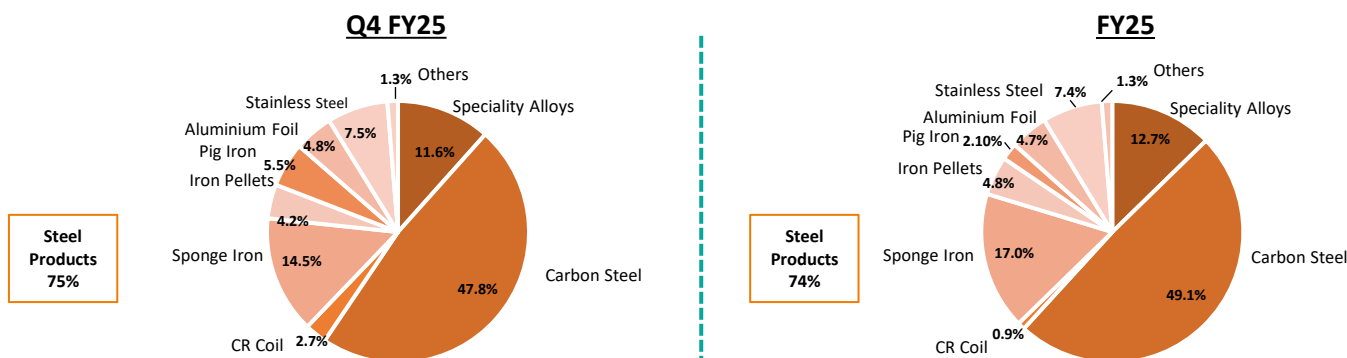 Q4 FY25
1.3% Others
Stainless Steel
7.5%
Speciality Alloys
11.6%
Aluminium Foil
4.8%
Pig Iron
5.5%
Iron Pellets
4.2%
Steel
Products
75%
Sponge Iron
14.5%
Carbon Steel
47.8%
CR Coil
2.7%
FY25
Others
1.3%
Stainless Steel
7.4%
Speciality Alloys
12.7%
Aluminium Foil
4.7%
Pig Iron
2.10%
Iron Pellets
4.8%
Steel
Products
74%
Sponge Iron
17.0%
Carbon Steel
49.1%
CR Coil
0.9%